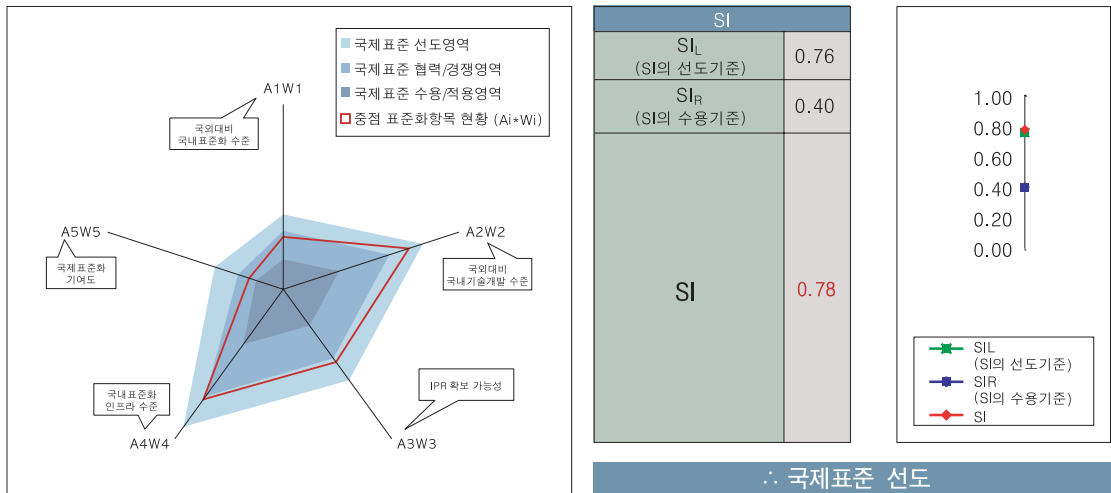 국제표준 선도영역
국제표준 협력/경쟁영역
국제표준 수용/적용영역
중점 표준화항목 현황 (Ai*Wi)
A1W1
국외대비
국내표준화 수준
A2W2
국외대비
국내기술개발 수준
A5W5
국제표준화
기여도
국내표준화
인프라 수준
A4W4
IPR 확보 가능성
A3W3
SI
SIL
(SI의 선도기준)
0.76
SIR
(SI의 수용기준)
0.40
SI
0.78
1.00
0.80
0.60
0.40
0.20
0.00
SIL
(SI의 선도기준)
SIR
(SI의 수용기준)
SI
∴ 국제표준 선도